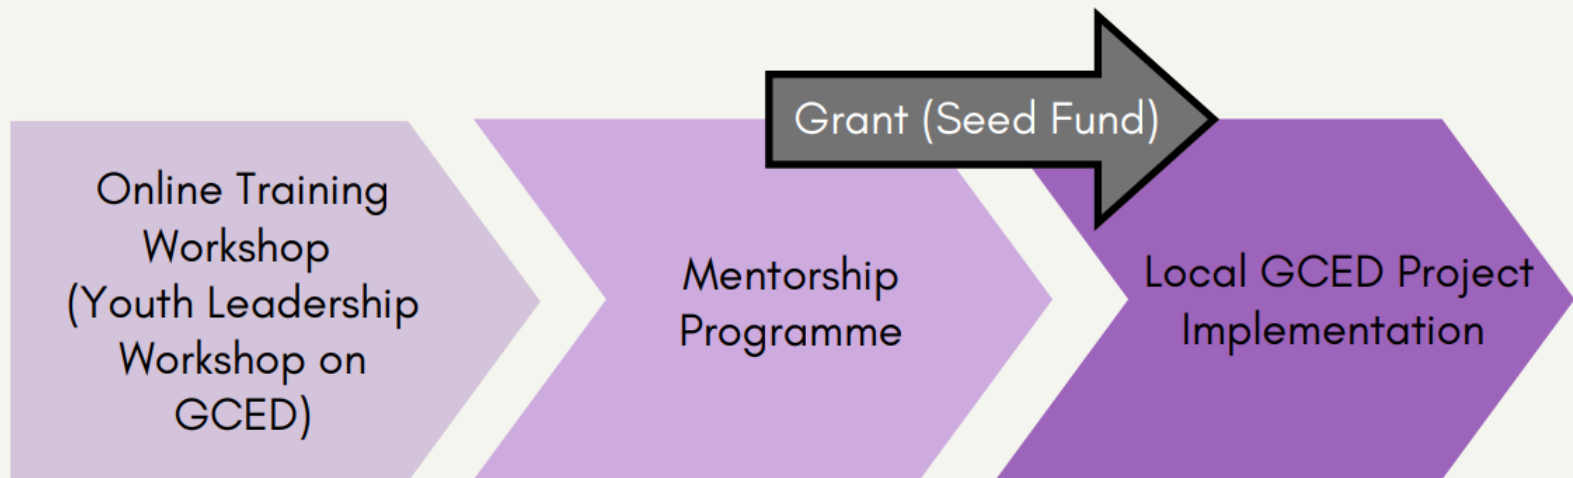 Grant (Seed Fund)
Online Training
Workshop
(Youth Leadership
Workshop on
GCED)
Mentorship
Programme
Local GCED Project
Implementation